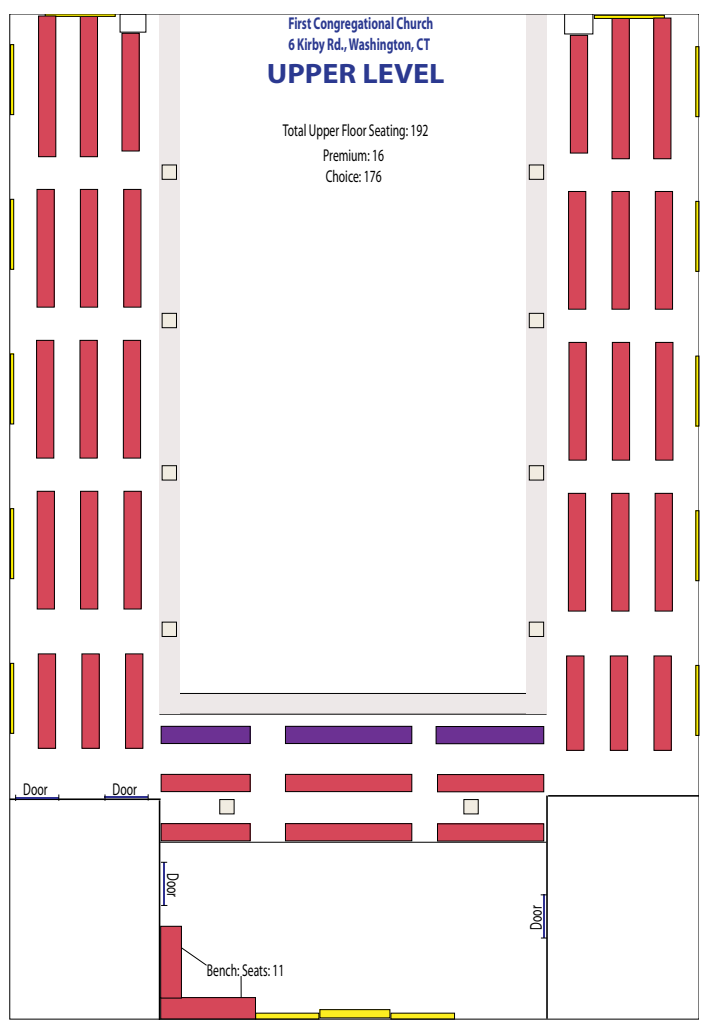 First Congregational Church
6 Kirby Rd., Washington, CT
UPPER LEVEL
Total Upper Floor Seating: 192
Premium: 16
Choice: 176
Door
Door
Door
Door
Bench: Seats: 11